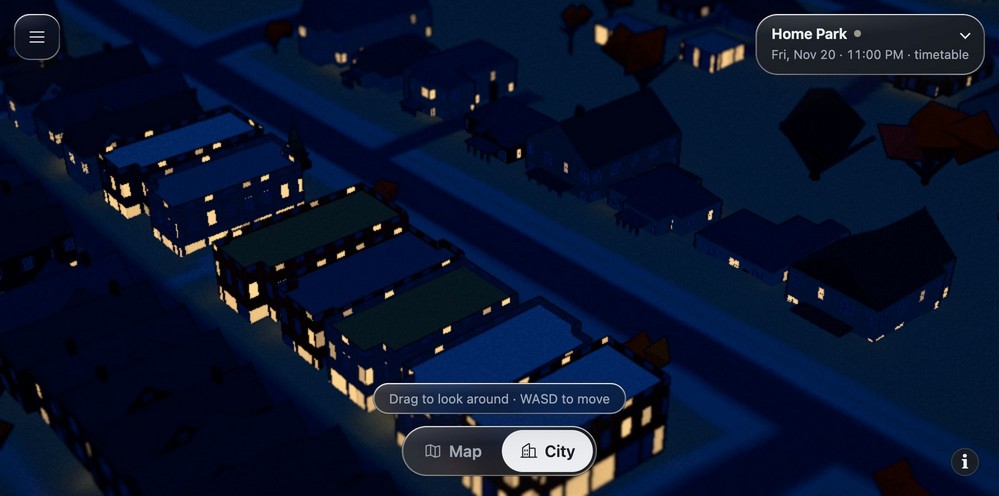 Home Park
Fri, Nov 20 · 11:00 PM · timetable
Drag to look around · WASD to move
Map
City
i